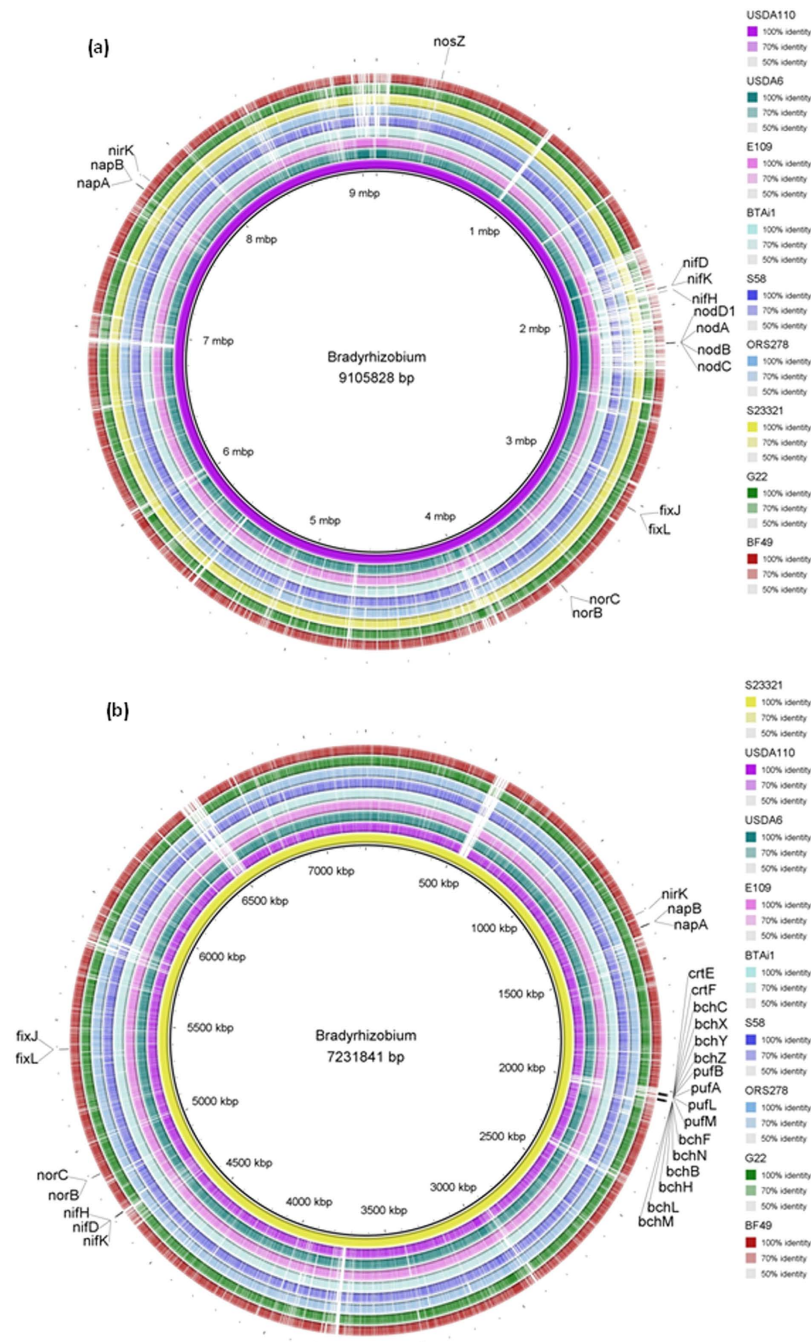 (a)
nosZ
nirK
napB
napA
nifD
nifK
nifH
nodD1
nodA
nodB
nodC
fixJ
fixL
norC
norB
9 mbp
1 mbp
2 mbp
3 mbp
4 mbp
5 mbp
6 mbp
7 mbp
8 mbp
Bradyrhizobium
9105828 bp
USDA110
100% identity
70% identity
50% identity
USDA6
100% identity
70% identity
50% identity
E109
100% identity
70% identity
50% identity
BTAi1
100% identity
70% identity
50% identity
S58
100% identity
70% identity
50% identity
ORS278
100% identity
70% identity
50% identity
S23321
100% identity
70% identity
50% identity
G22
100% identity
70% identity
50% identity
BF49
100% identity
70% identity
50% identity
(b)
nirK
napB
napA
crtE
crtF
bchC
bchX
bchY
bchZ
pufB
pufA
pufL
pufM
bchF
bchN
bchB
bchH
bchL
bchM
fixJ
fixL
norC
norB
nifH
nifD
nifK
500 kbp
1000 kbp
1500 kbp
2000 kbp
2500 kbp
3000 kbp
3500 kbp
4000 kbp
4500 kbp
5000 kbp
5500 kbp
6000 kbp
6500 kbp
7000 kbp
Bradyrhizobium
7231841 bp
S23321
100% identity
70% identity
50% identity
USDA110
100% identity
70% identity
50% identity
USDA6
100% identity
70% identity
50% identity
E109
100% identity
70% identity
50% identity
BTAi1
100% identity
70% identity
50% identity
S58
100% identity
70% identity
50% identity
ORS278
100% identity
70% identity
50% identity
G22
100% identity
70% identity
50% identity
BF49
100% identity
70% identity
50% identity